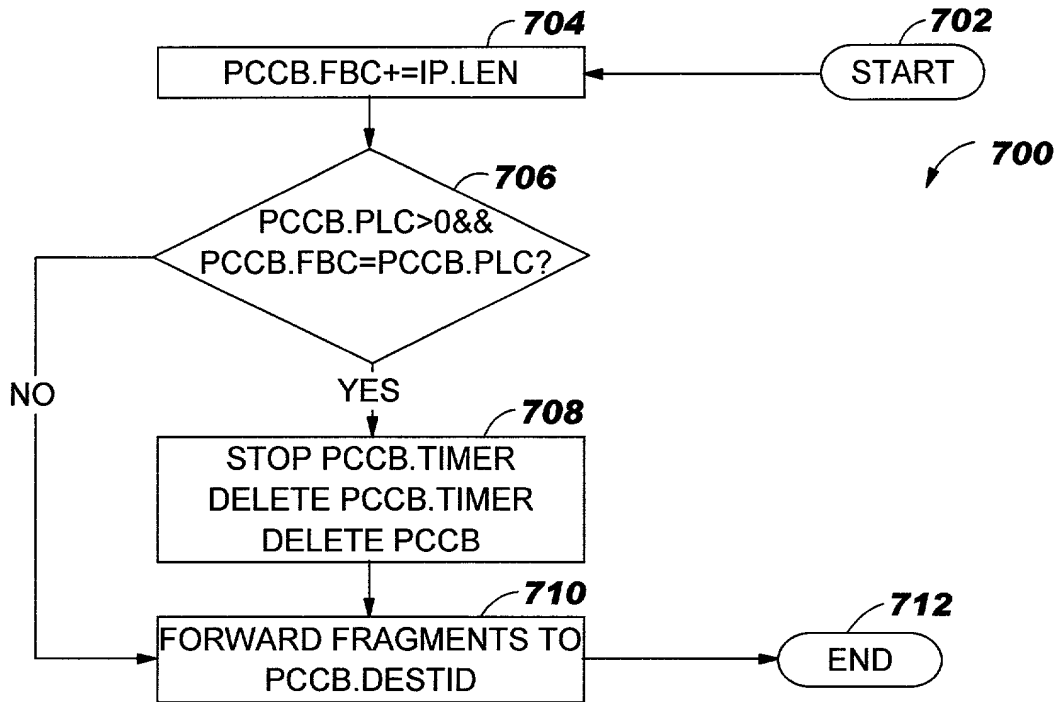 704
702
PCCB.FBC+=IP.LEN
START
700
706
PCCB.PLC>0&&
PCCB.FBC=PCCB.PLC?
NO
YES
708
STOP PCCB.TIMER
DELETE PCCB.TIMER
DELETE PCCB
710
712
FORWARD FRAGMENTS TO
PCCB.DESTID
END